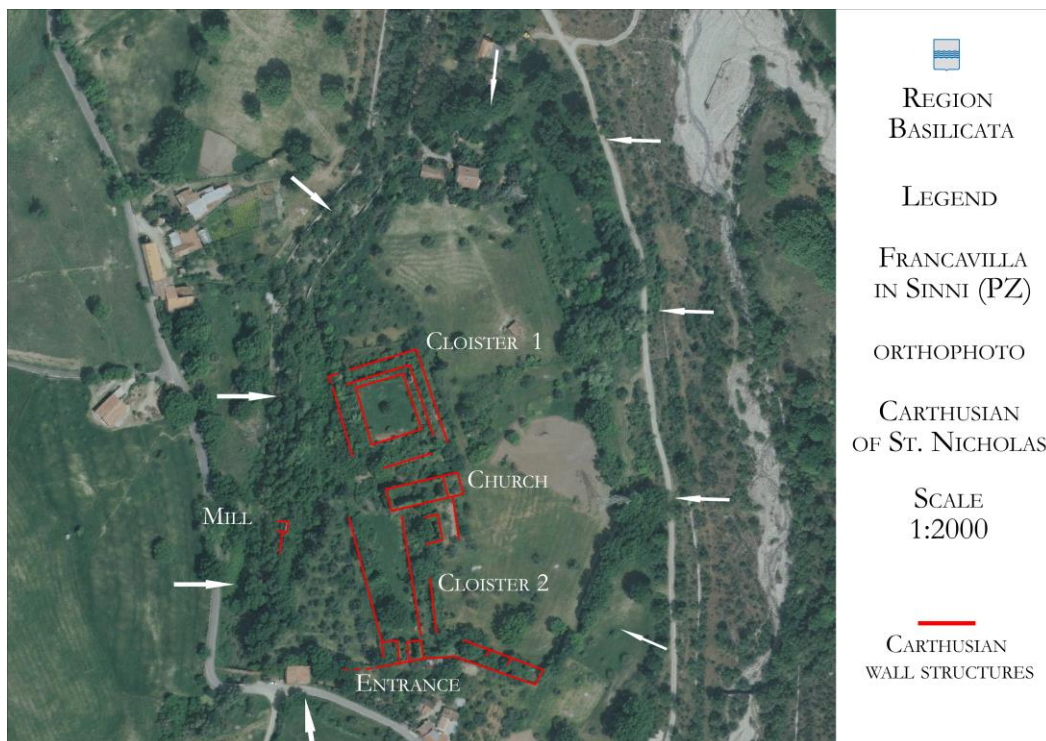 Cloister 1
Church
Mill
Cloister 2
Entrance
Region
Basilicata
Legend
Francavilla
in Sinni (PZ)
orthophoto
Carthusian
of St. Nicholas
Scale
1:2000
Carthusian
wall structures